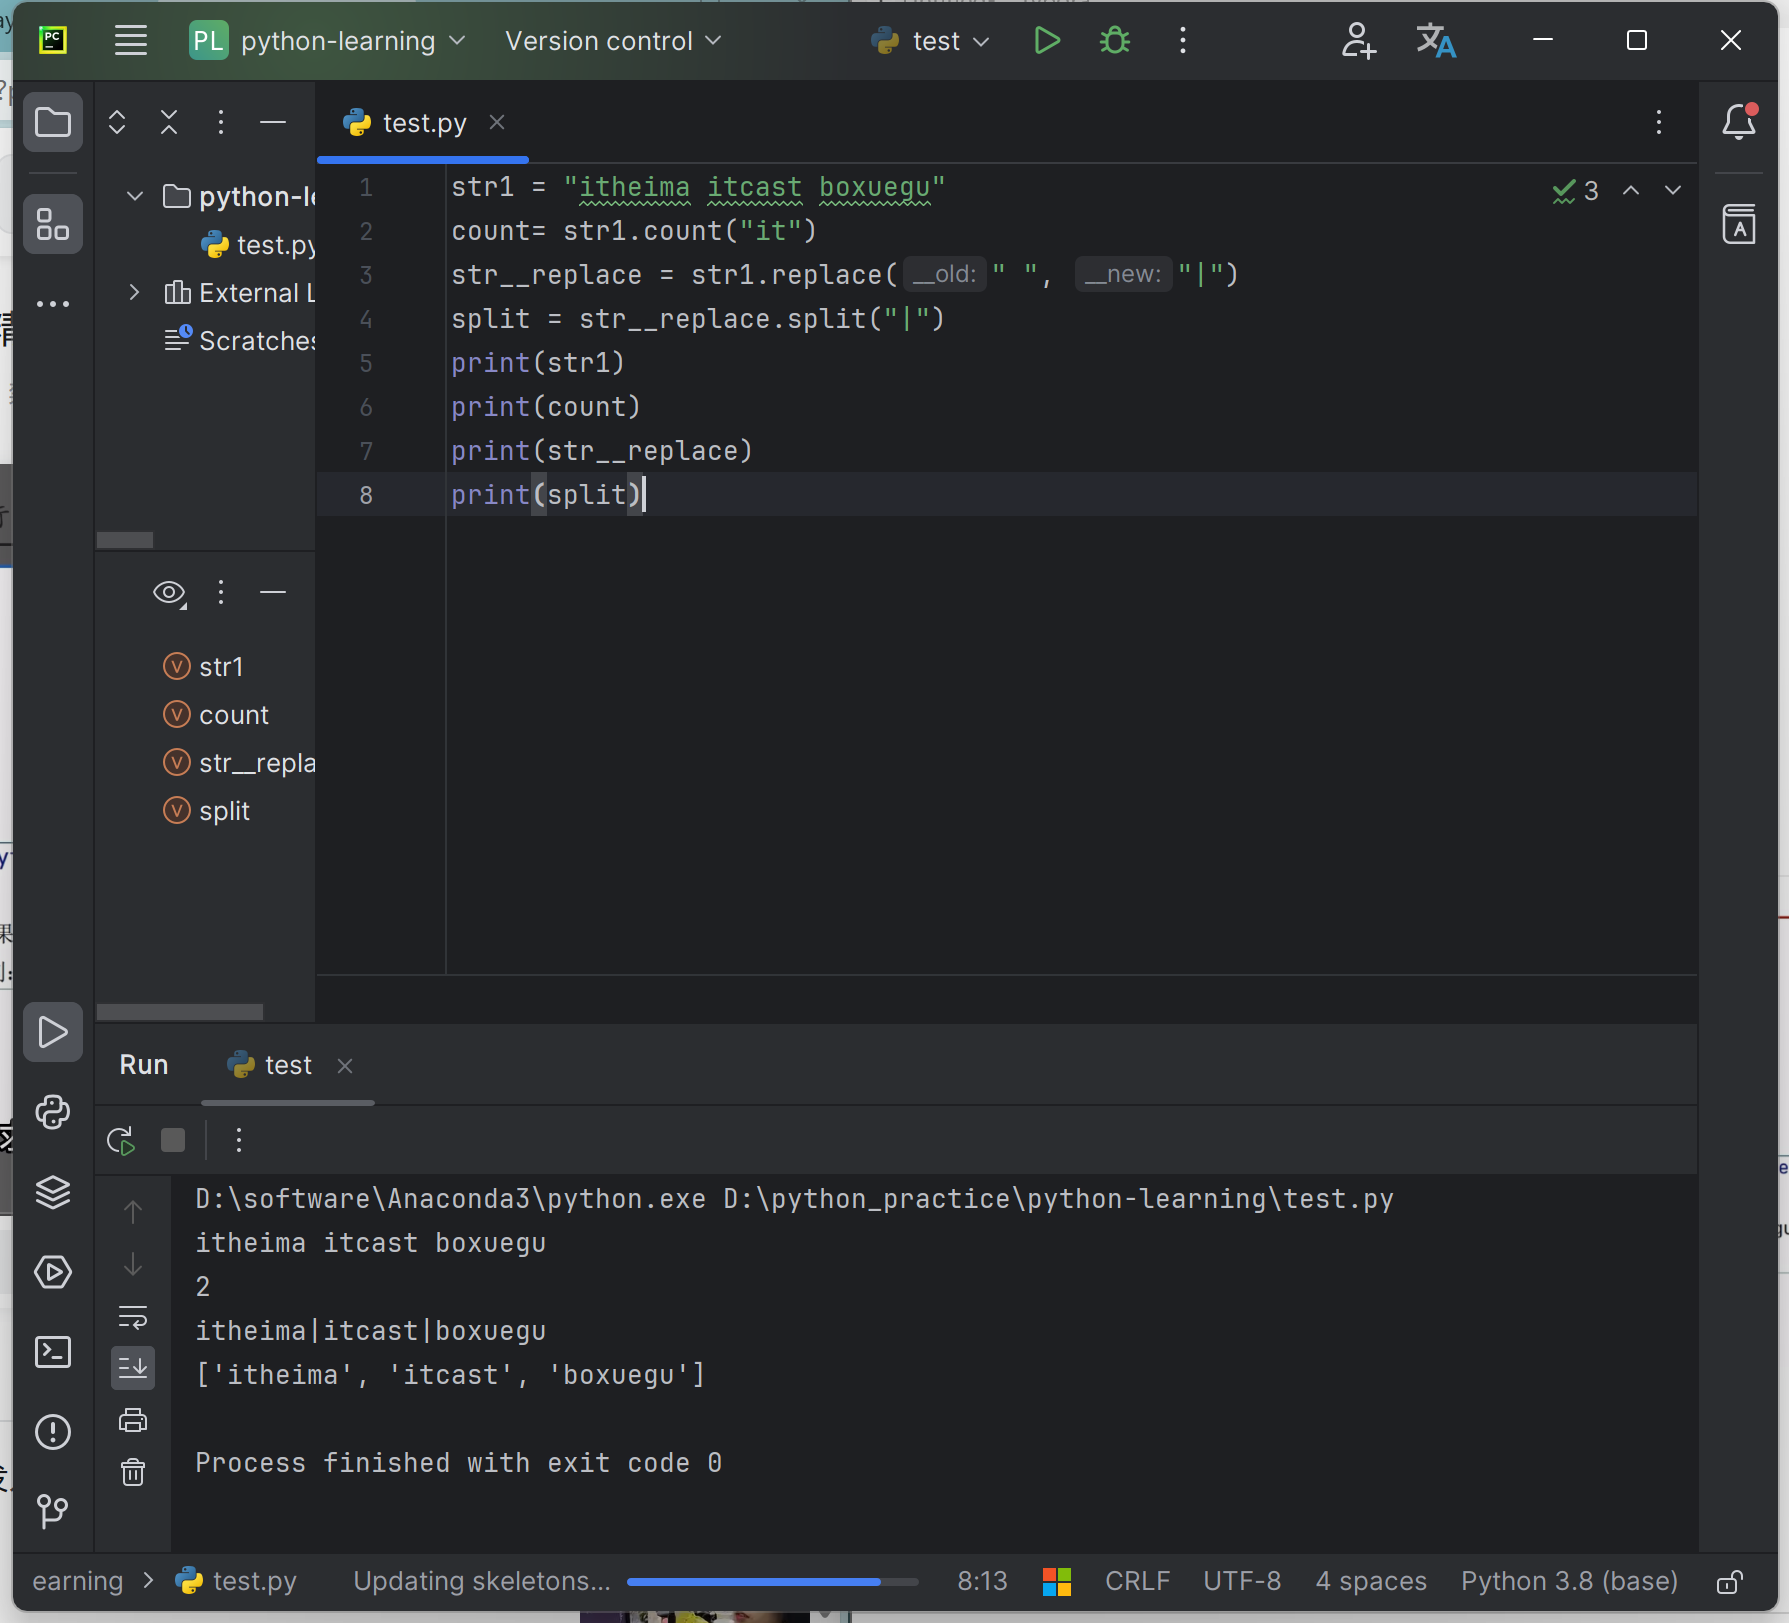 PC
PL python-learning
Version control
test
test.py
python-l
test.py
External L
Scratches
1 str1 = "itheima itcast boxuegu"
2 count= str1.count("it")
3 str__replace = str1.replace(__old: " ", __new: "|")
4 split = str__replace.split("|")
5 print(str1)
6 print(count)
7 print(str__replace)
8 print(split)
3
str1
count
str__repla
split
Run
test
D:\software\Anaconda3\python.exe D:\python_practice\python-learning\test.py
itheima itcast boxuegu
2
itheima|itcast|boxuegu
['itheima', 'itcast', 'boxuegu']
Process finished with exit code 0
earning > test.py
Updating skeletons...
8:13
CRLF
UTF-8
4 spaces
Python 3.8 (base)